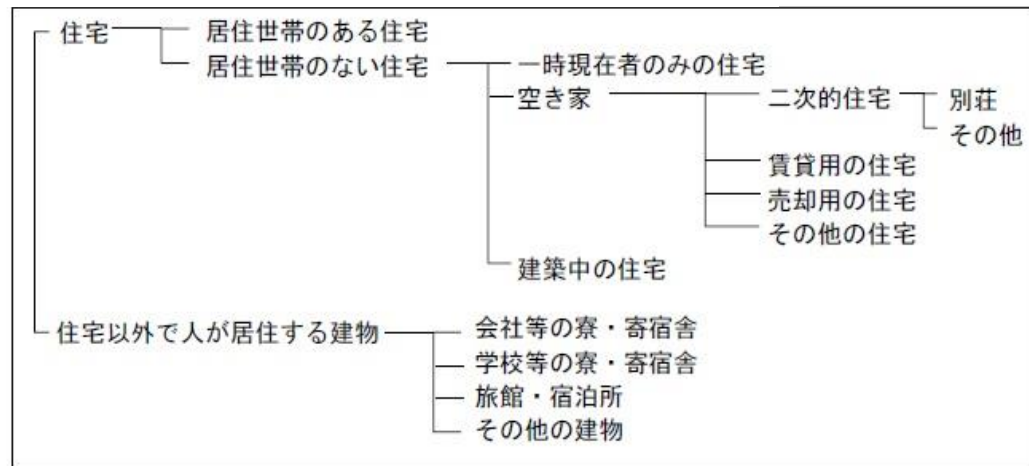 住宅
居住世帯のある住宅
居住世帯のない住宅
一時現在者のみの住宅
空き家
二次的住宅
別荘
その他
賃貸用の住宅
売却用の住宅
その他の住宅
建築中の住宅
住宅以外で人が居住する建物
会社等の寮・寄宿舎
学校等の寮・寄宿舎
旅館・宿泊所
その他の建物